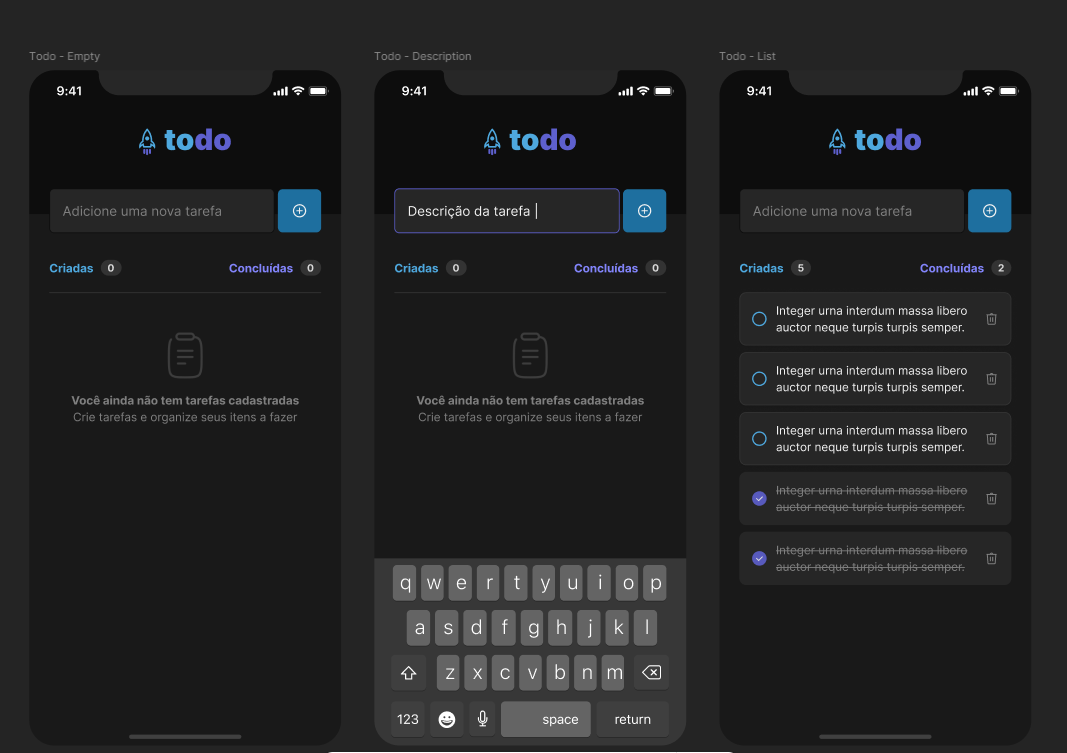 Todo - Empty
9:41
todo
Adicione uma nova tarefa
Criadas 0
Concluídas 0
Você ainda não tem tarefas cadastradas
Crie tarefas e organize seus itens a fazer
Todo - Description
9:41
todo
Descrição da tarefa
Criadas 0
Concluídas 0
Você ainda não tem tarefas cadastradas
Crie tarefas e organize seus itens a fazer
q w e r t y u i o p
a s d f g h j k l
z x c v b n m
123 space return
Todo - List
9:41
todo
Adicione uma nova tarefa
Criadas 5
Concluídas 2
Integer urna interdum massa libero
auctor neque turpis turpis semper.
Integer urna interdum massa libero
auctor neque turpis turpis semper.
Integer urna interdum massa libero
auctor neque turpis turpis semper.
Integer urna interdum massa libero
auctor neque turpis turpis semper.
Integer urna interdum massa libero
auctor neque turpis turpis semper.